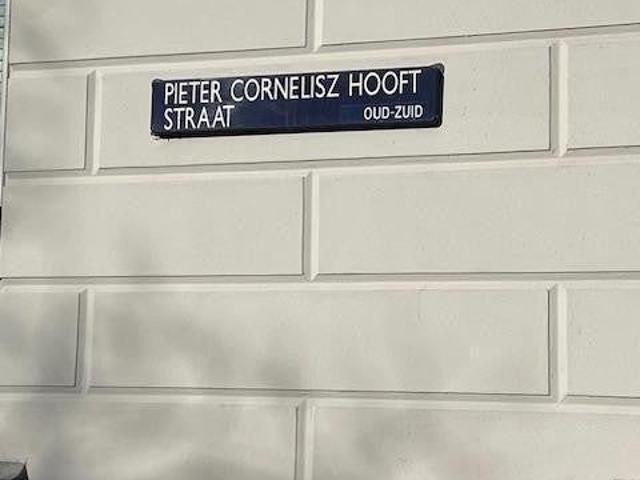 PIETER CORNELISZ HOOFT
STRAAT OUD-ZUID